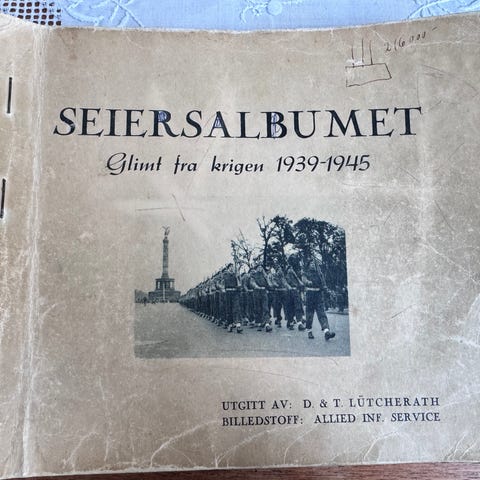 SEIERSALBUMET
Glimt fra krigen 1939-1945
UTGITT AV: D. & T. LÜTCHERATH
BILLEDSTOFF: ALLIED INF. SERVICE